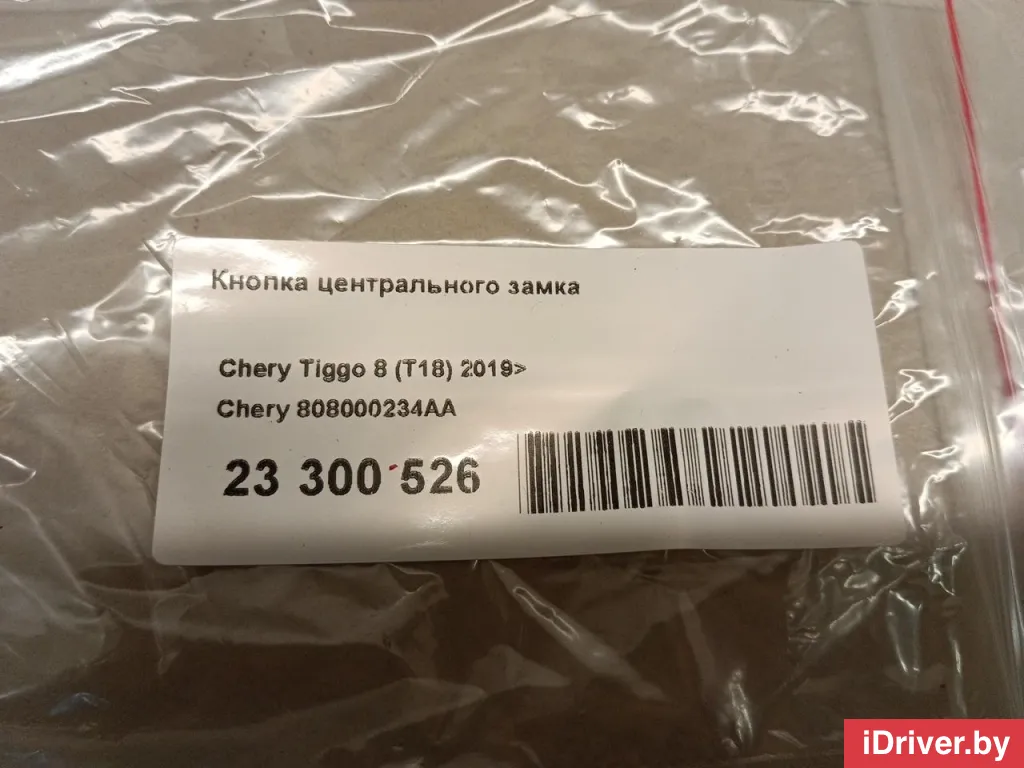 Кнопка центрального замка
Chery Tiggo 8 (T18) 2019>
Chery 808000234AA
23 300 526
iDriver.by